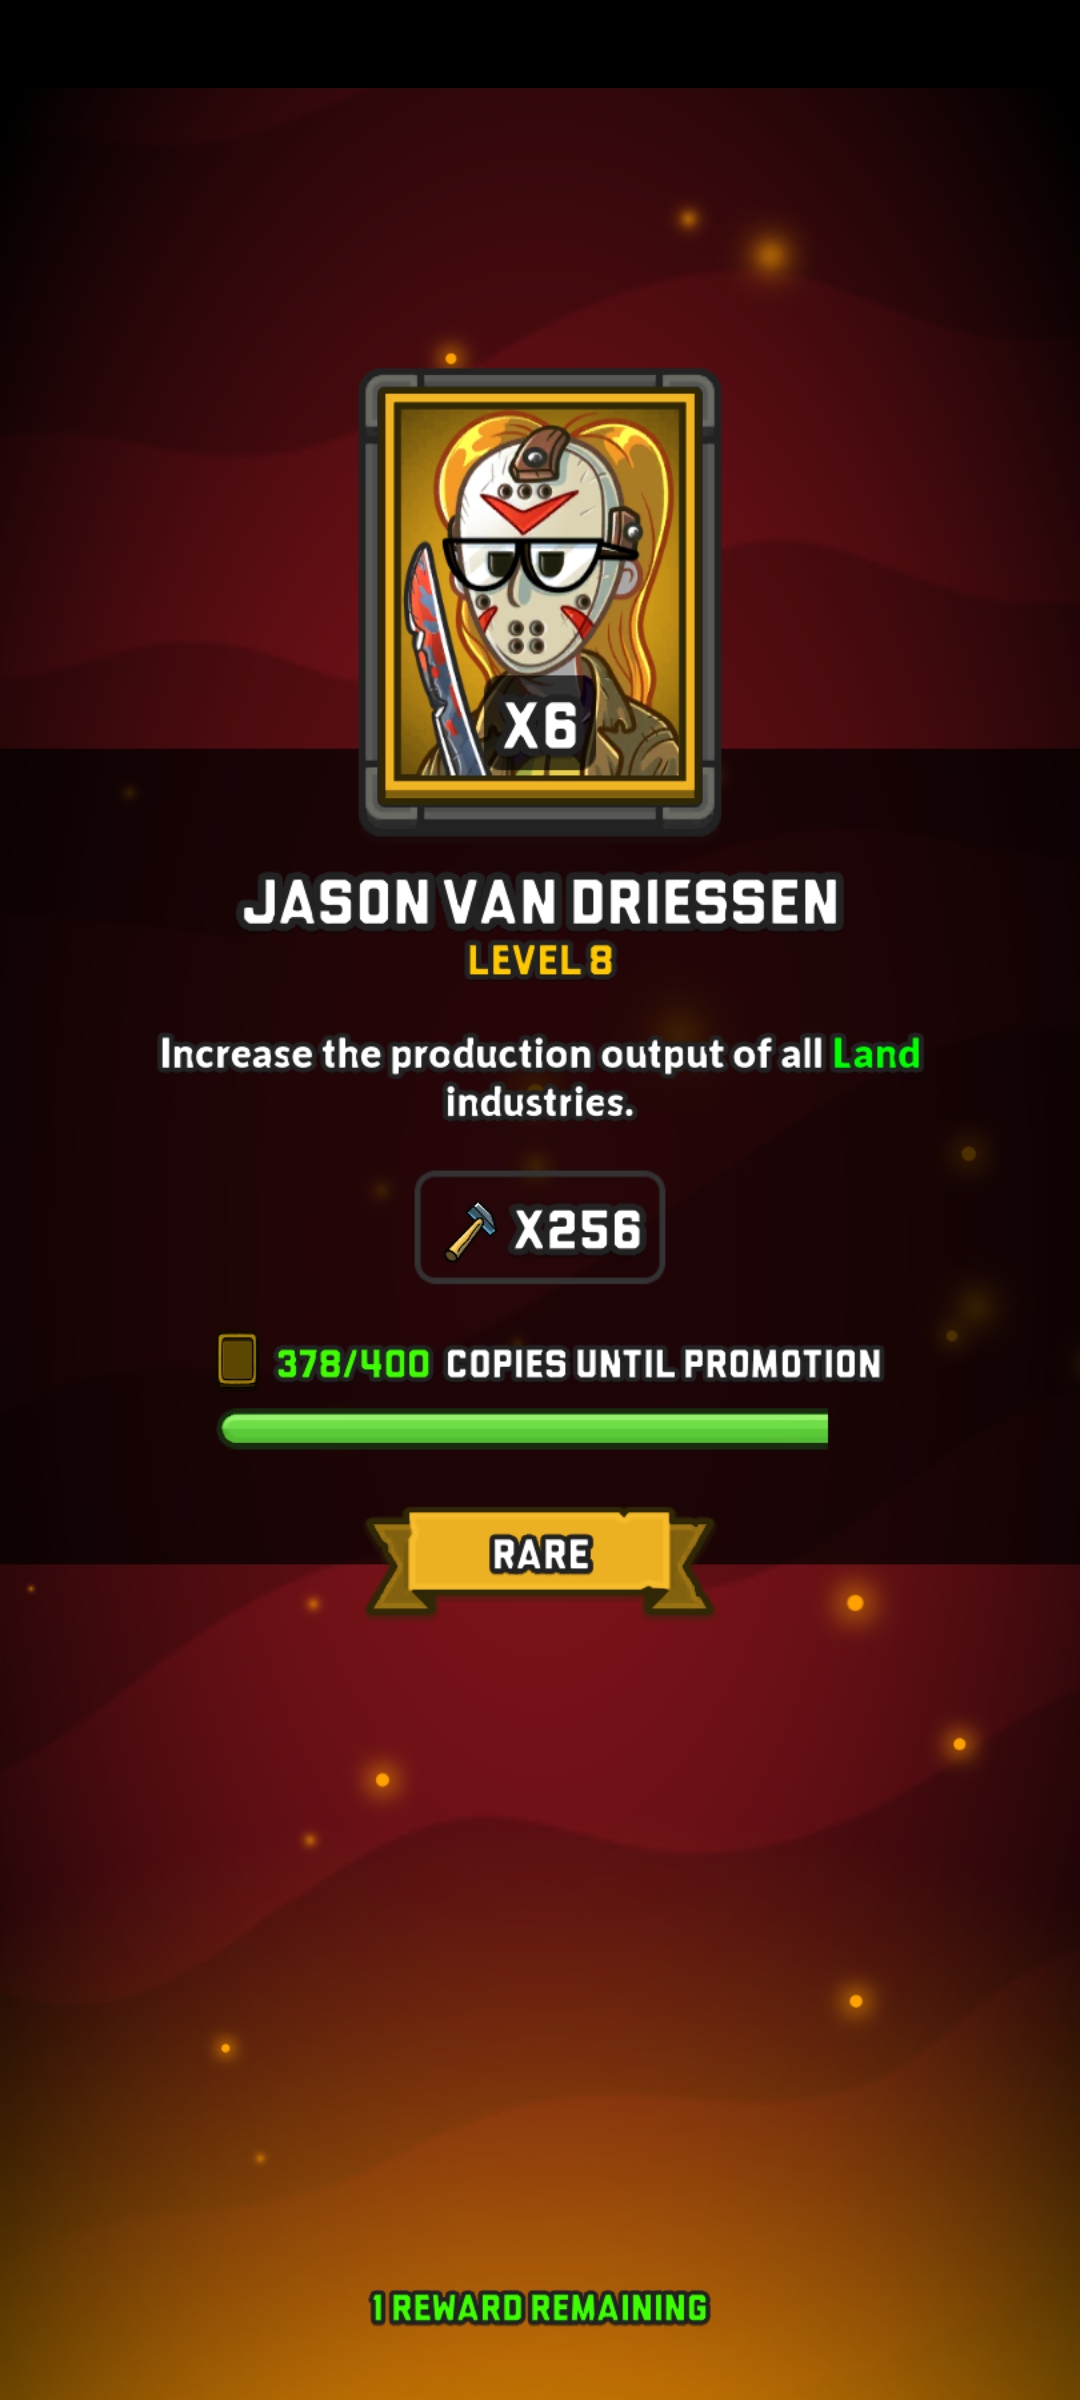 X6
JASON VAN DRIESSEN
LEVEL 8
Increase the production output of all Land
industries.
X256
378/400 COPIES UNTIL PROMOTION
RARE
1 REWARD REMAINING